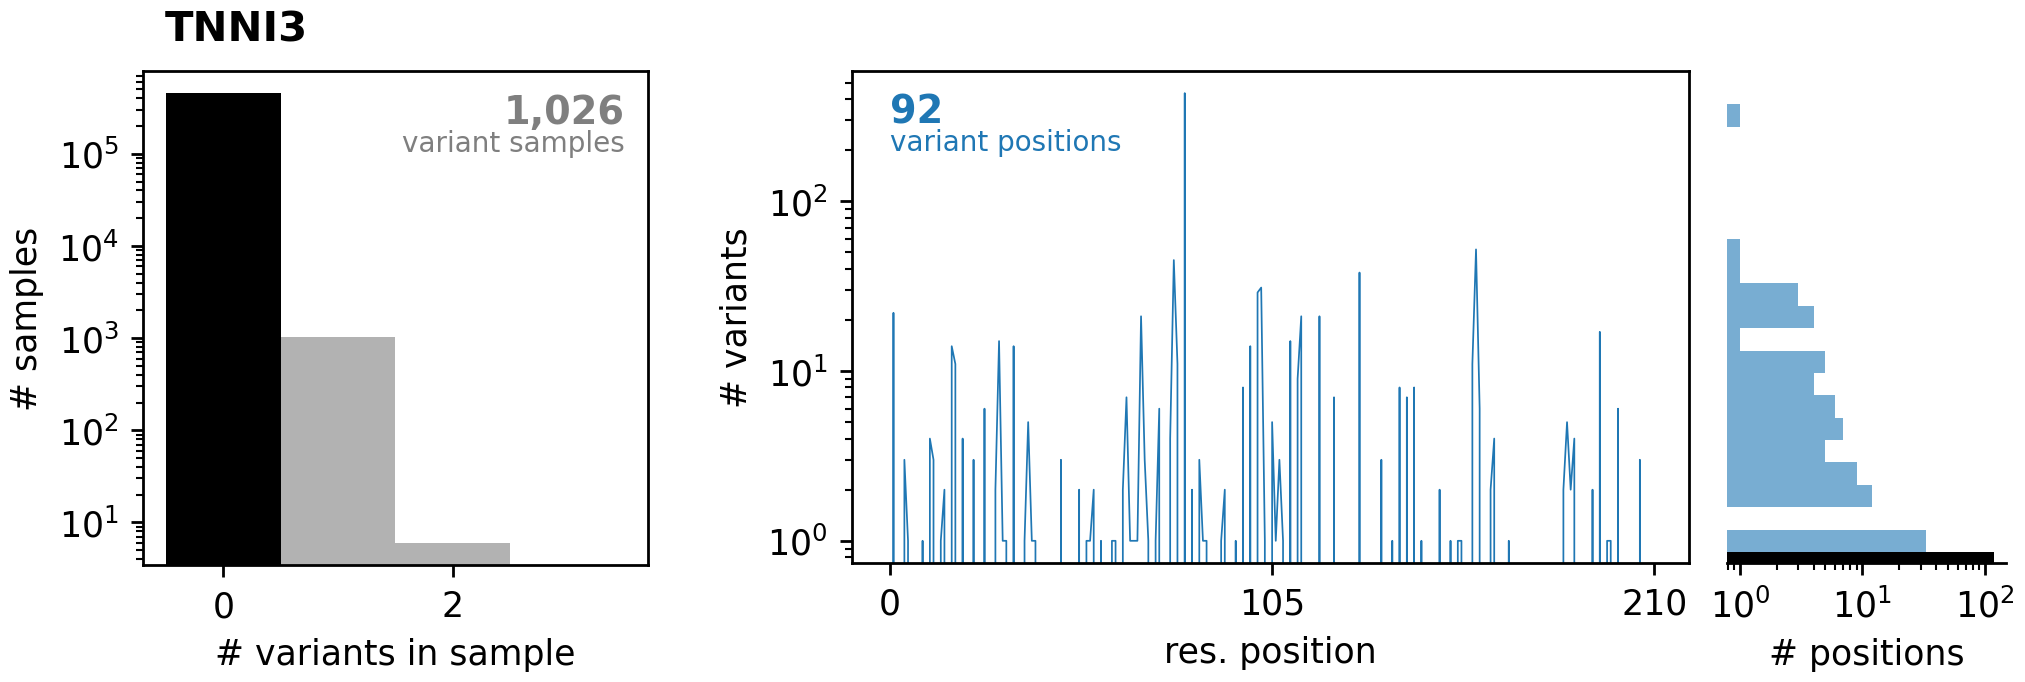 TNNI3
1,026
variant samples
10^5
10^4
10^3
10^2
10^1
# samples
0 2
# variants in sample
92
variant positions
10^2
10^1
10^0
# variants
0 105 210
res. position
10^0 10^1 10^2
# positions